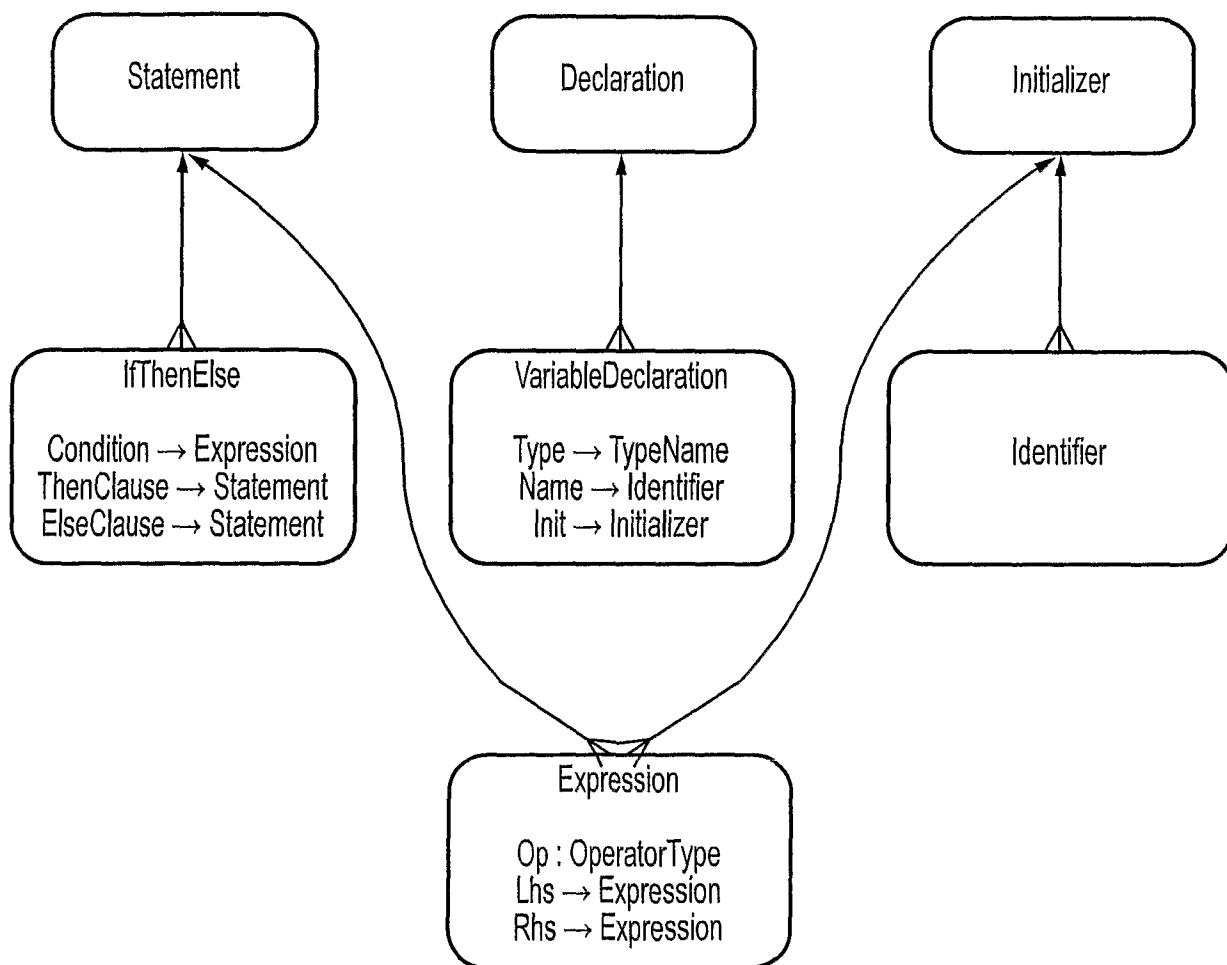 Statement
Declaration
Initializer
IfThenElse
Condition → Expression
ThenClause → Statement
ElseClause → Statement
VariableDeclaration
Type → TypeName
Name → Identifier
Init → Initializer
Identifier
Expression
Op : OperatorType
Lhs → Expression
Rhs → Expression